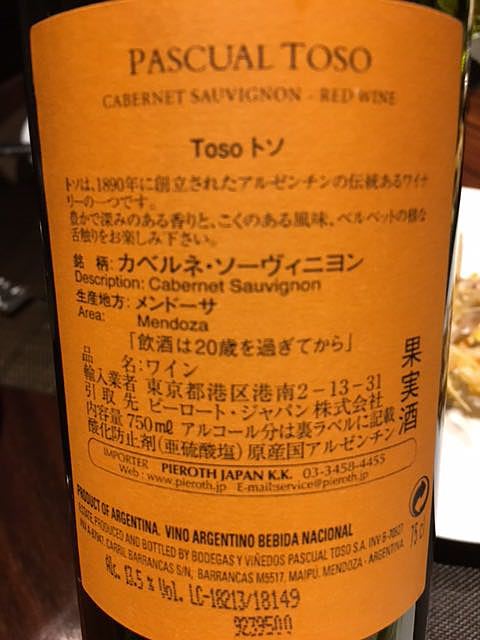 PASCUAL TOSO
CABERNET SAUVIGNON - RED WINE
Toso トソ
トソは、1890年に創立されたアルゼンチンの伝統あるワイナ
リーの一つです。
豊かで深みのある香りと、こくのある風味、ベルベットの様な
舌触りをお楽しみ下さい。
銘 柄: カベルネ・ソーヴィニヨン
Description: Cabernet Sauvignon
生産地方: メンドーサ
Area: Mendoza
「飲酒は20歳を過ぎてから」
品 名: ワイン
輸入業者 東京都港区港南2-13-31
引取先 ピーロート・ジャパン株式会社
内容量 750mℓ アルコール分は裏ラベルに記載
酸化防止剤(亜硫酸塩) 原産国アルゼンチン
果実酒
IMPORTER PIEROTH JAPAN K.K. 03-3458-4455
Web : www.pieroth.jp E-mail:service@pieroth.jp
PRODUCT OF ARGENTINA. VINO ARGENTINO BEBIDA NACIONAL
ESTATE PRODUCED AND BOTTLED BY BODEGAS Y VIÑEDOS PASCUAL TOSO S.A. INV B-70827
CARRIL BARRANCAS S/N, BARRANCAS M5517, MAIPÚ, MENDOZA - ARGENTINA
75 cl
Alc. 13.5 % Vol. LC-18213/18149
9239500